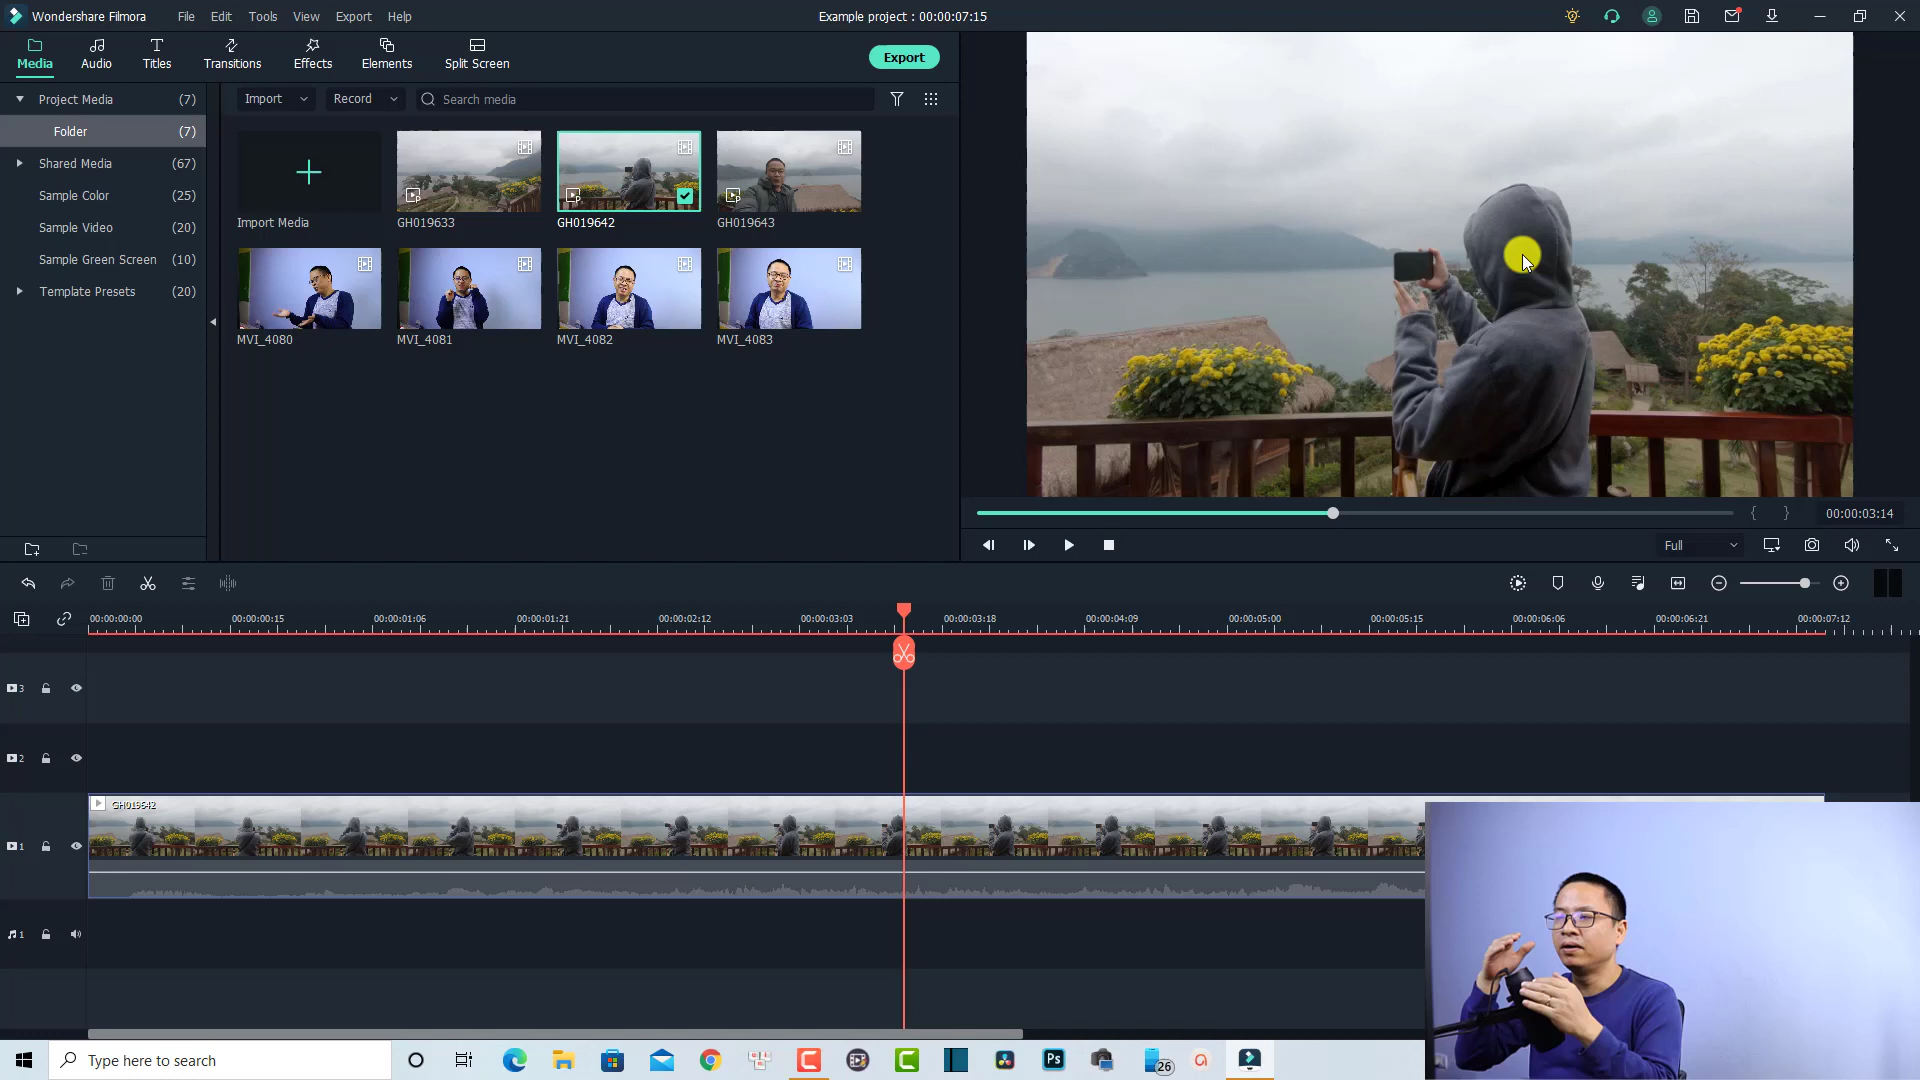 Wondershare Filmora File Edit Tools View Export Help
Example project : 00:00:07:15
Media Audio Titles Transitions Effects Elements Split Screen
Export
Project Media (7)
Folder (7)
Shared Media (67)
Sample Color (25)
Sample Video (20)
Sample Green Screen (10)
Template Presets (20)
Import Record Search media
Import Media GH019633 GH019642 GH019643
MVI_4080 MVI_4081 MVI_4082 MVI_4083
{ } 00:00:03:14
Full
00:00:00:00 00:00:00:15 00:00:01:06 00:00:01:21 00:00:02:12 00:00:03:03 00:00:03:18 00:00:04:09 00:00:05:00 00:00:05:15 00:00:06:06 00:00:06:21 00:00:07:12
3
2
GH019642
1
1
Type here to search
Ps
26